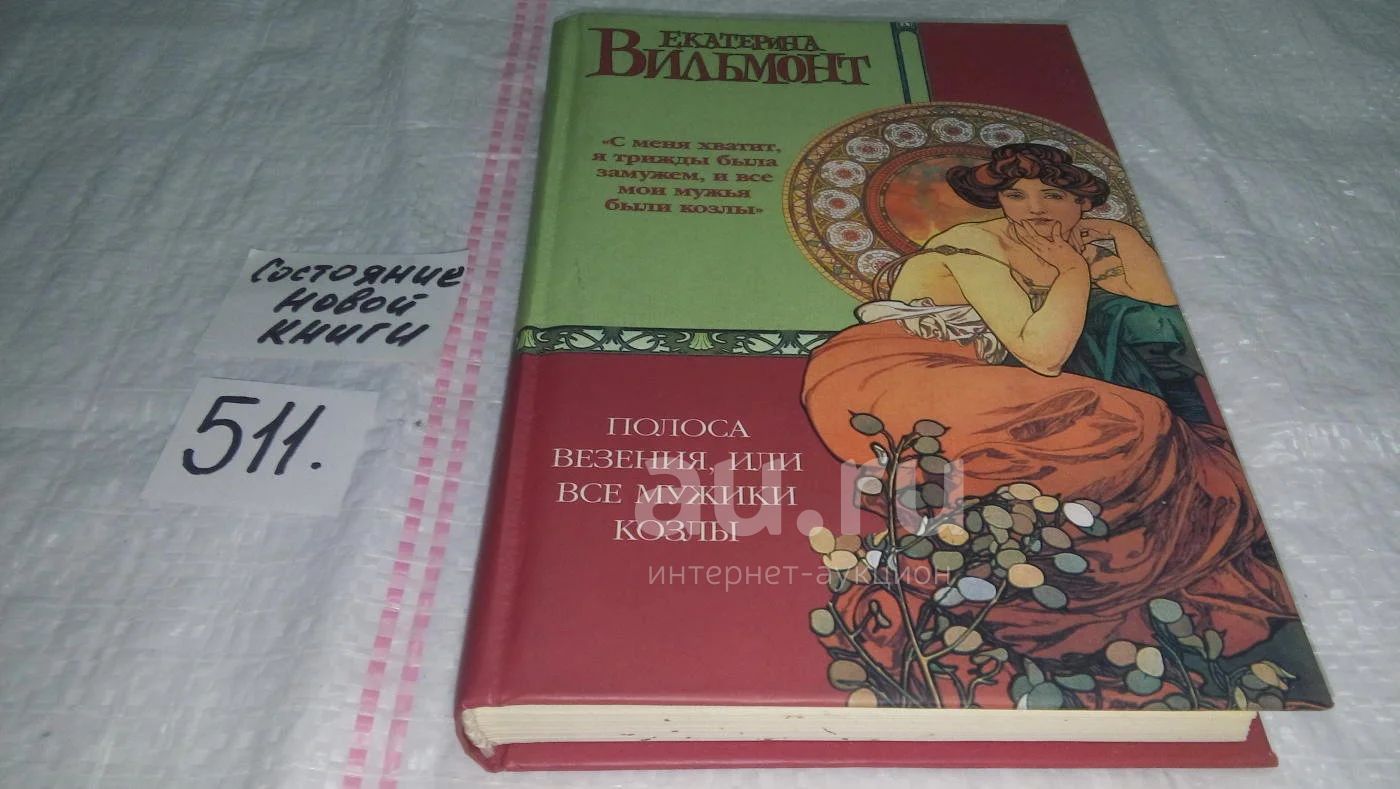 ЕКАТЕРИНА
ВИЛЬМОНТ
«С меня хватит,
я трижды была
замужем, и все
мои мужья
были козлы»
Состояние
новой
книги
511.
ПОЛОСА
ВЕЗЕНИЯ, ИЛИ
ВСЕ МУЖИКИ
КОЗЛЫ
au.ru
интернет-аукцион